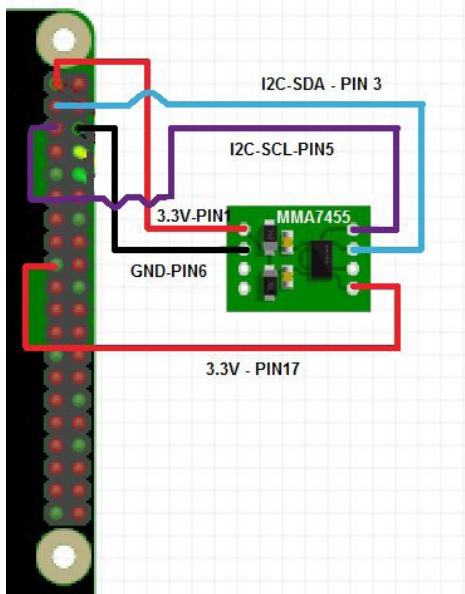 I2C-SDA - PIN 3
I2C-SCL-PIN5
3.3V-PIN1
MMA7455
GND-PIN6
3.3V - PIN17